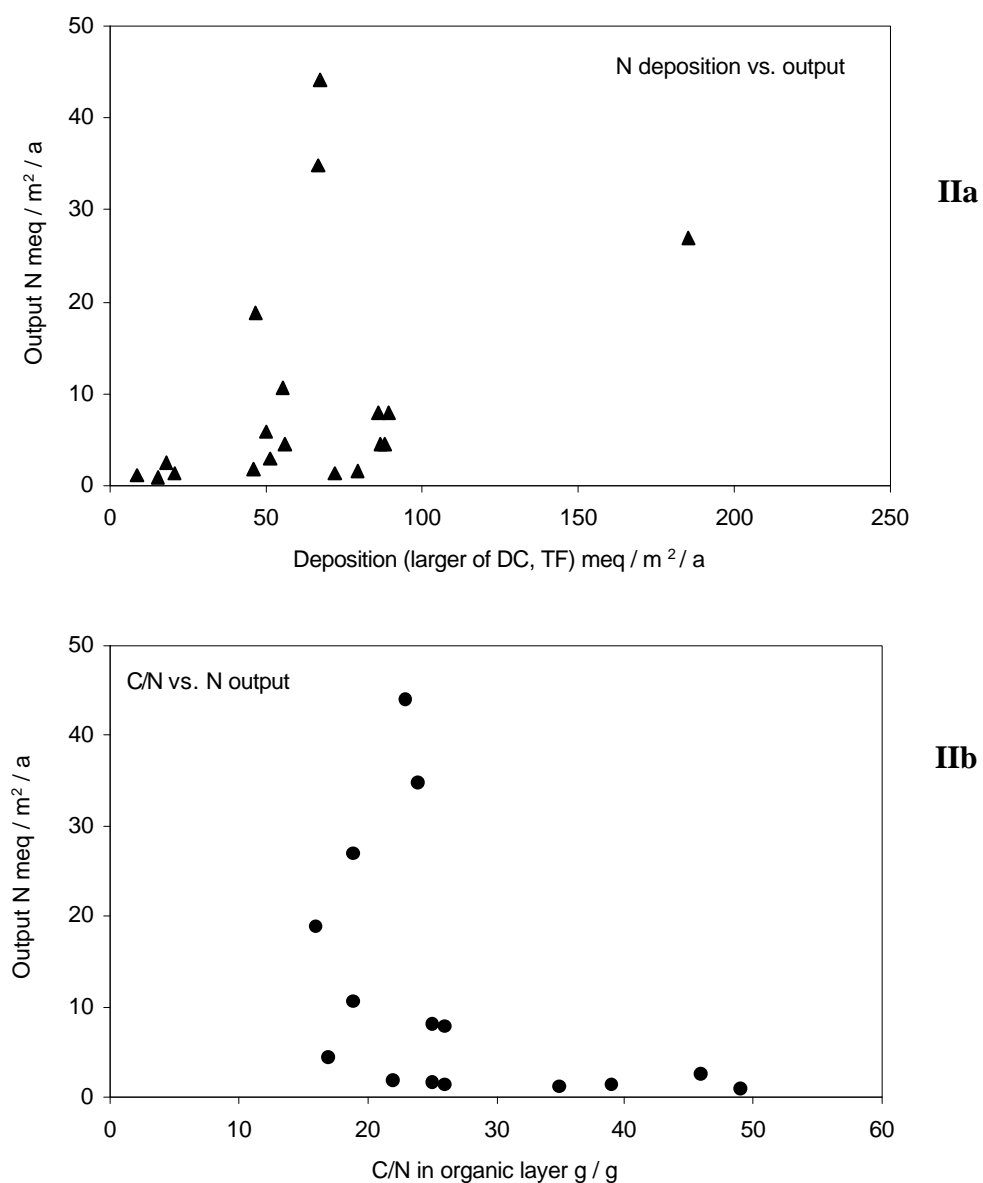 50
40
30
20
10
0
0 50 100 150 200 250
Output N meq / m² / a
N deposition vs. output
Deposition (larger of DC, TF) meq / m ² / a
IIa
50
40
30
20
10
0
0 10 20 30 40 50 60
Output N meq / m² / a
C/N vs. N output
C/N in organic layer g / g
IIb